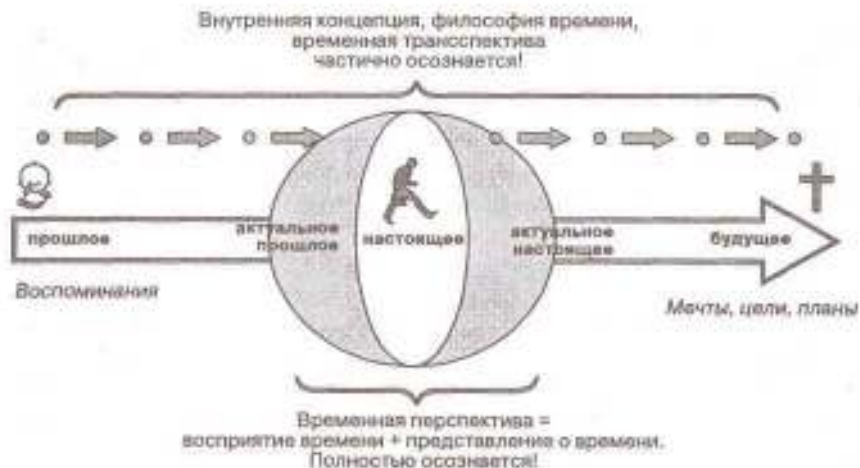 Внутренняя концепция, философия времени,
временная трансспектива
частично осознается!
прошлое
актуальное
прошлое
настоящее
актуальное
настоящее
будущее
Воспоминания
Мечты, цели, планы
Временная перспектива =
восприятие времени + представление о времени.
Полностью осознается!